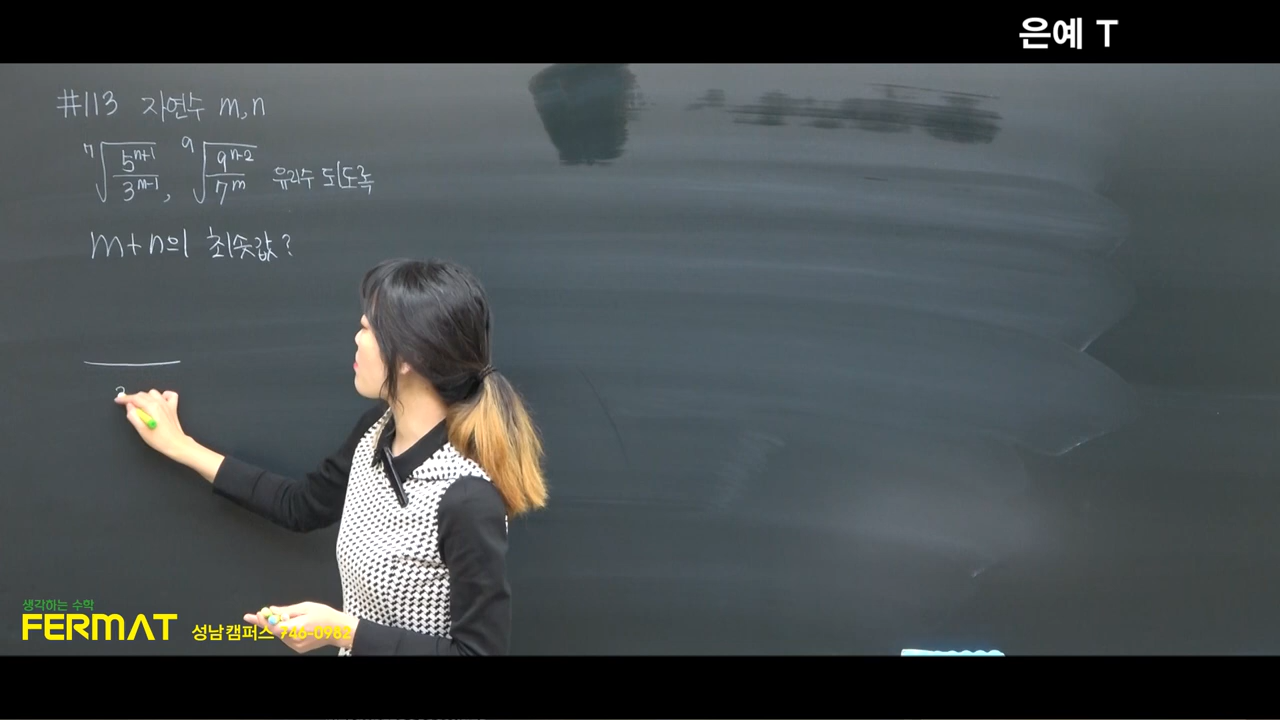 은예 T
#113 자연수 m,n
⁷√(5ⁿ⁺¹/3ᵐ⁻¹), ⁹√(9ⁿ⁻²/7ᵐ) 유리수 되도록
m+n의 최솟값?
생각하는 수학
FERMAT 성남캠퍼스 746-0982